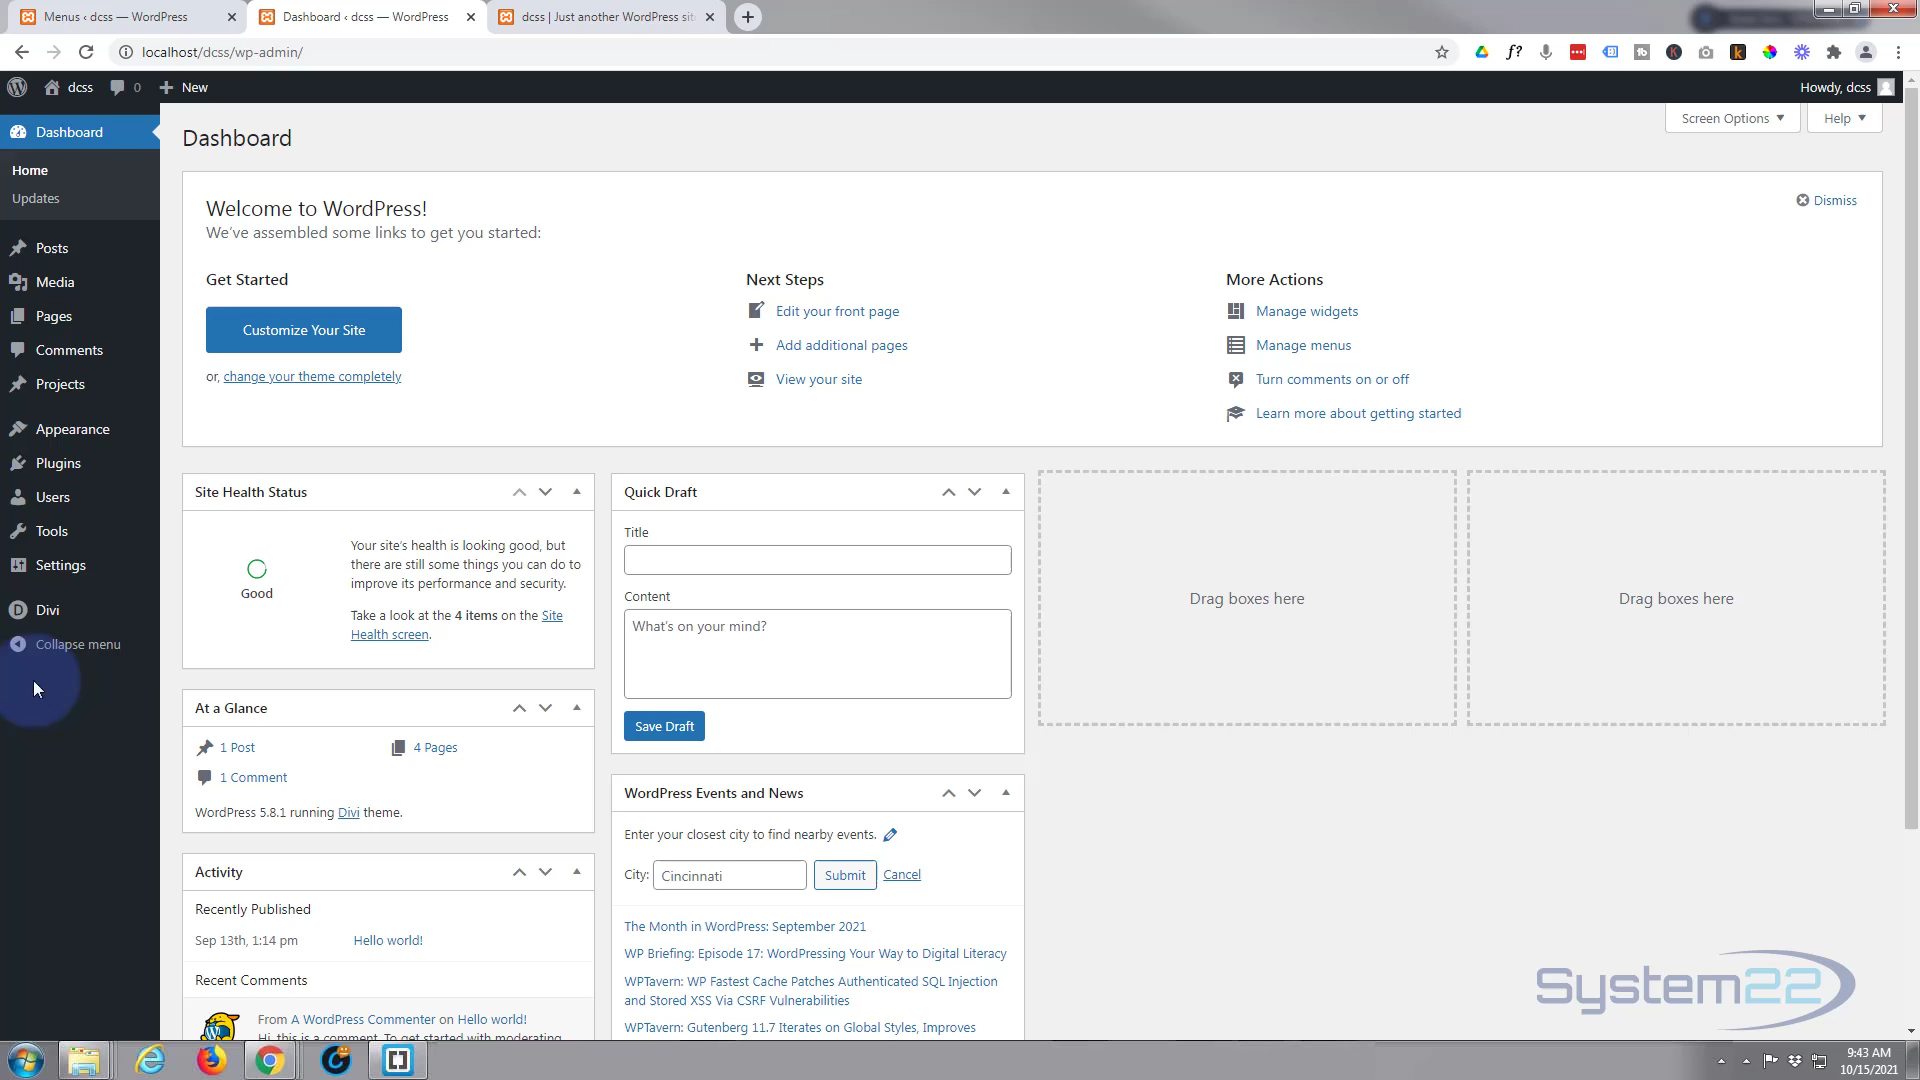 Menus ‹ dcss — WordPress
Dashboard ‹ dcss — WordPress
dcss | Just another WordPress sit
localhost/dcss/wp-admin/
dcss
0
New
Howdy, dcss
Dashboard
Home
Updates
Posts
Media
Pages
Comments
Projects
Appearance
Plugins
Users
Tools
Settings
Divi
Collapse menu
Dashboard
Screen Options
Help
Welcome to WordPress!
We've assembled some links to get you started:
Dismiss
Get Started
Customize Your Site
or, change your theme completely
Next Steps
Edit your front page
Add additional pages
View your site
More Actions
Manage widgets
Manage menus
Turn comments on or off
Learn more about getting started
Site Health Status
Good
Your site's health is looking good, but
there are still some things you can do to
improve its performance and security.
Take a look at the 4 items on the Site
Health screen.
At a Glance
1 Post
4 Pages
1 Comment
WordPress 5.8.1 running Divi theme.
Activity
Recently Published
Sep 13th, 1:14 pm
Hello world!
Recent Comments
From A WordPress Commenter on Hello world!
Hi, this is a comment. To get started with moderating,
Quick Draft
Title
Content
What's on your mind?
Save Draft
WordPress Events and News
Enter your closest city to find nearby events.
City:
Cincinnati
Submit
Cancel
The Month in WordPress: September 2021
WP Briefing: Episode 17: WordPressing Your Way to Digital Literacy
WPTavern: WP Fastest Cache Patches Authenticated SQL Injection
and Stored XSS Via CSRF Vulnerabilities
WPTavern: Gutenberg 11.7 Iterates on Global Styles, Improves
Drag boxes here
Drag boxes here
System22
9:43 AM
10/15/2021